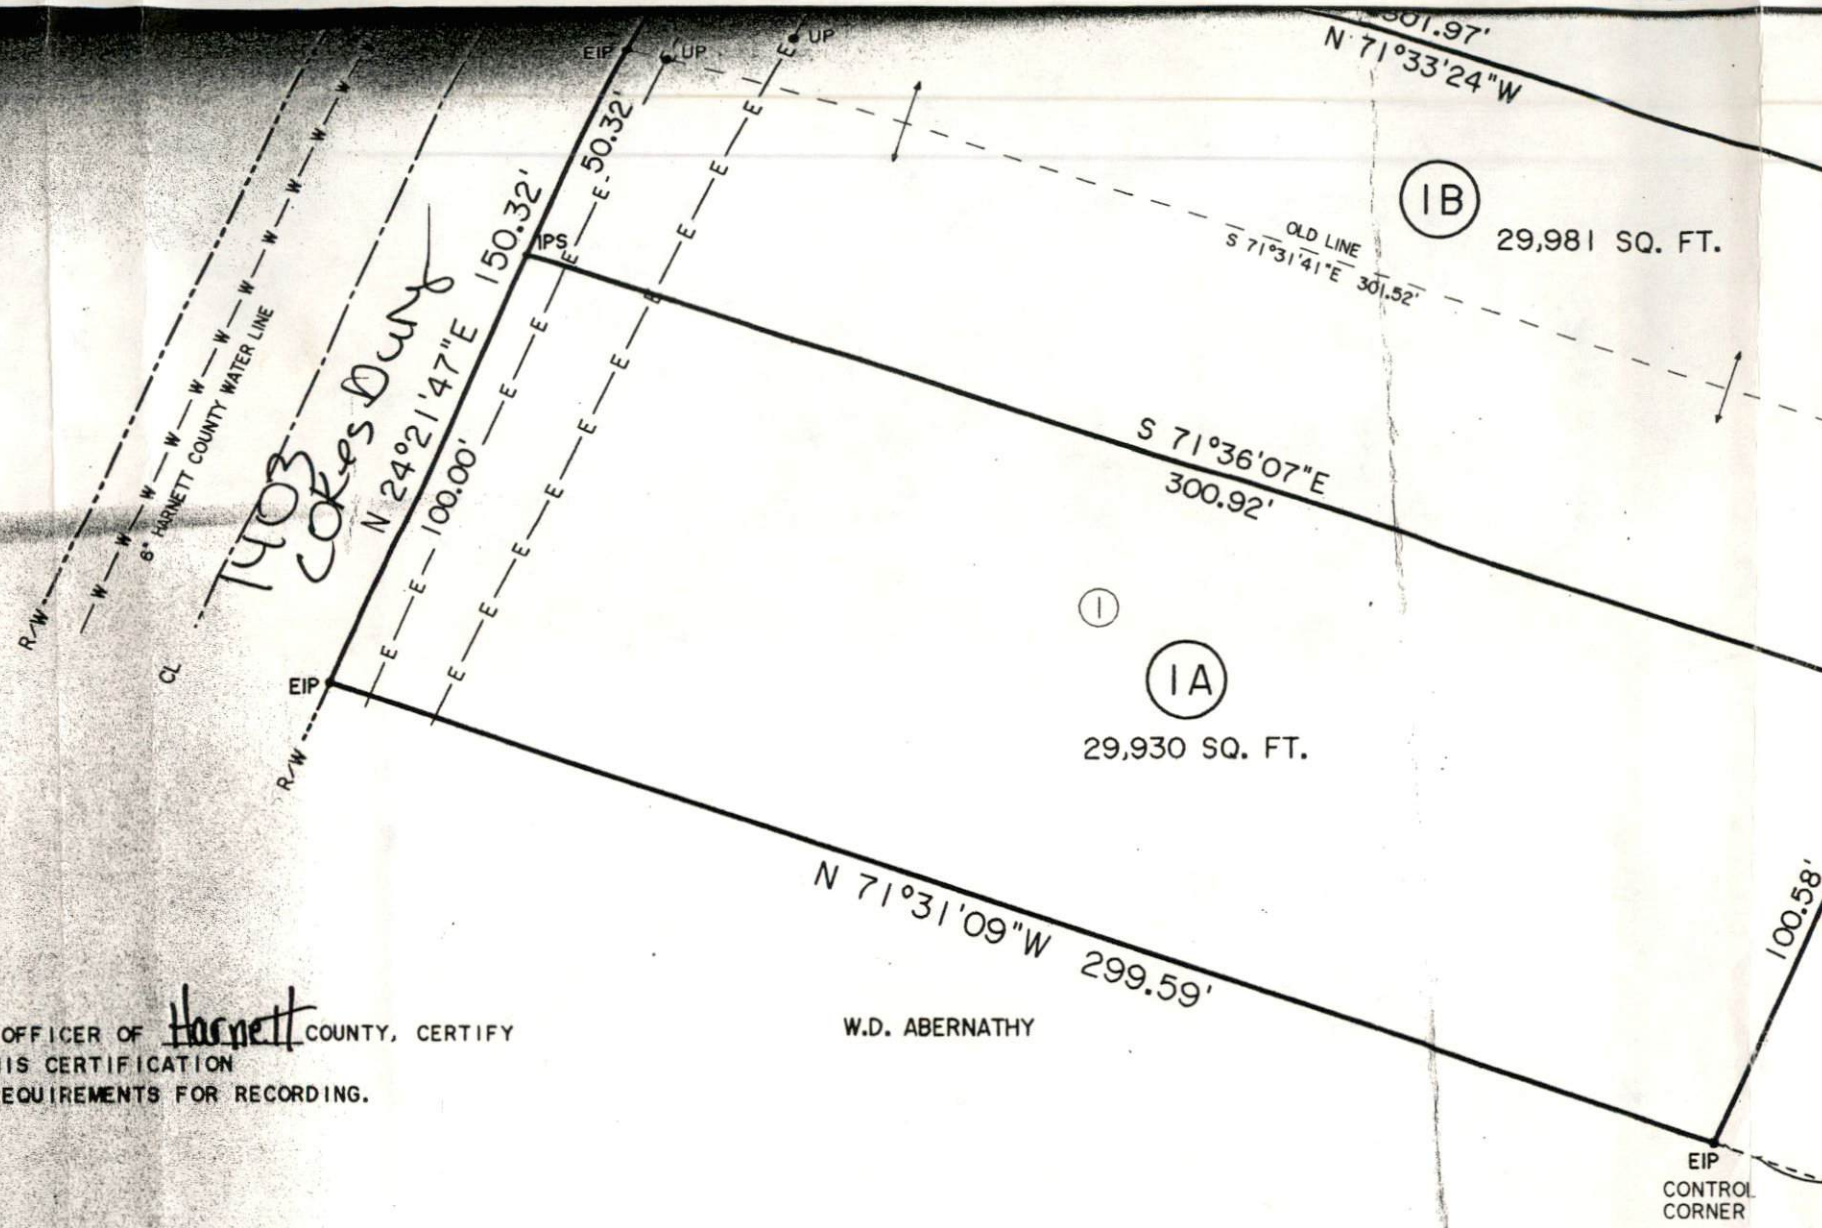 301.97'
N 71°33'24"W
EIP
UP
UP
50.32'
150.32'
IPS
1B
29,981 SQ. FT.
OLD LINE
S 71°31'41"E 301.52'
W W W W W W W W W W
6" HARNETT COUNTY WATER LINE
1403
Cokes Bury
N 24°21'47"E
100.00'
E E E E E E E
E E E E E E E E E E E E
S 71°36'07"E
300.92'
1
1A
29,930 SQ. FT.
R/W
CL
EIP
R/W
N 71°31'09"W 299.59'
100.58'
W.D. ABERNATHY
OFFICER OF Harnett COUNTY, CERTIFY
IS CERTIFICATION
EQUIREMENTS FOR RECORDING.
EIP
CONTROL
CORNER